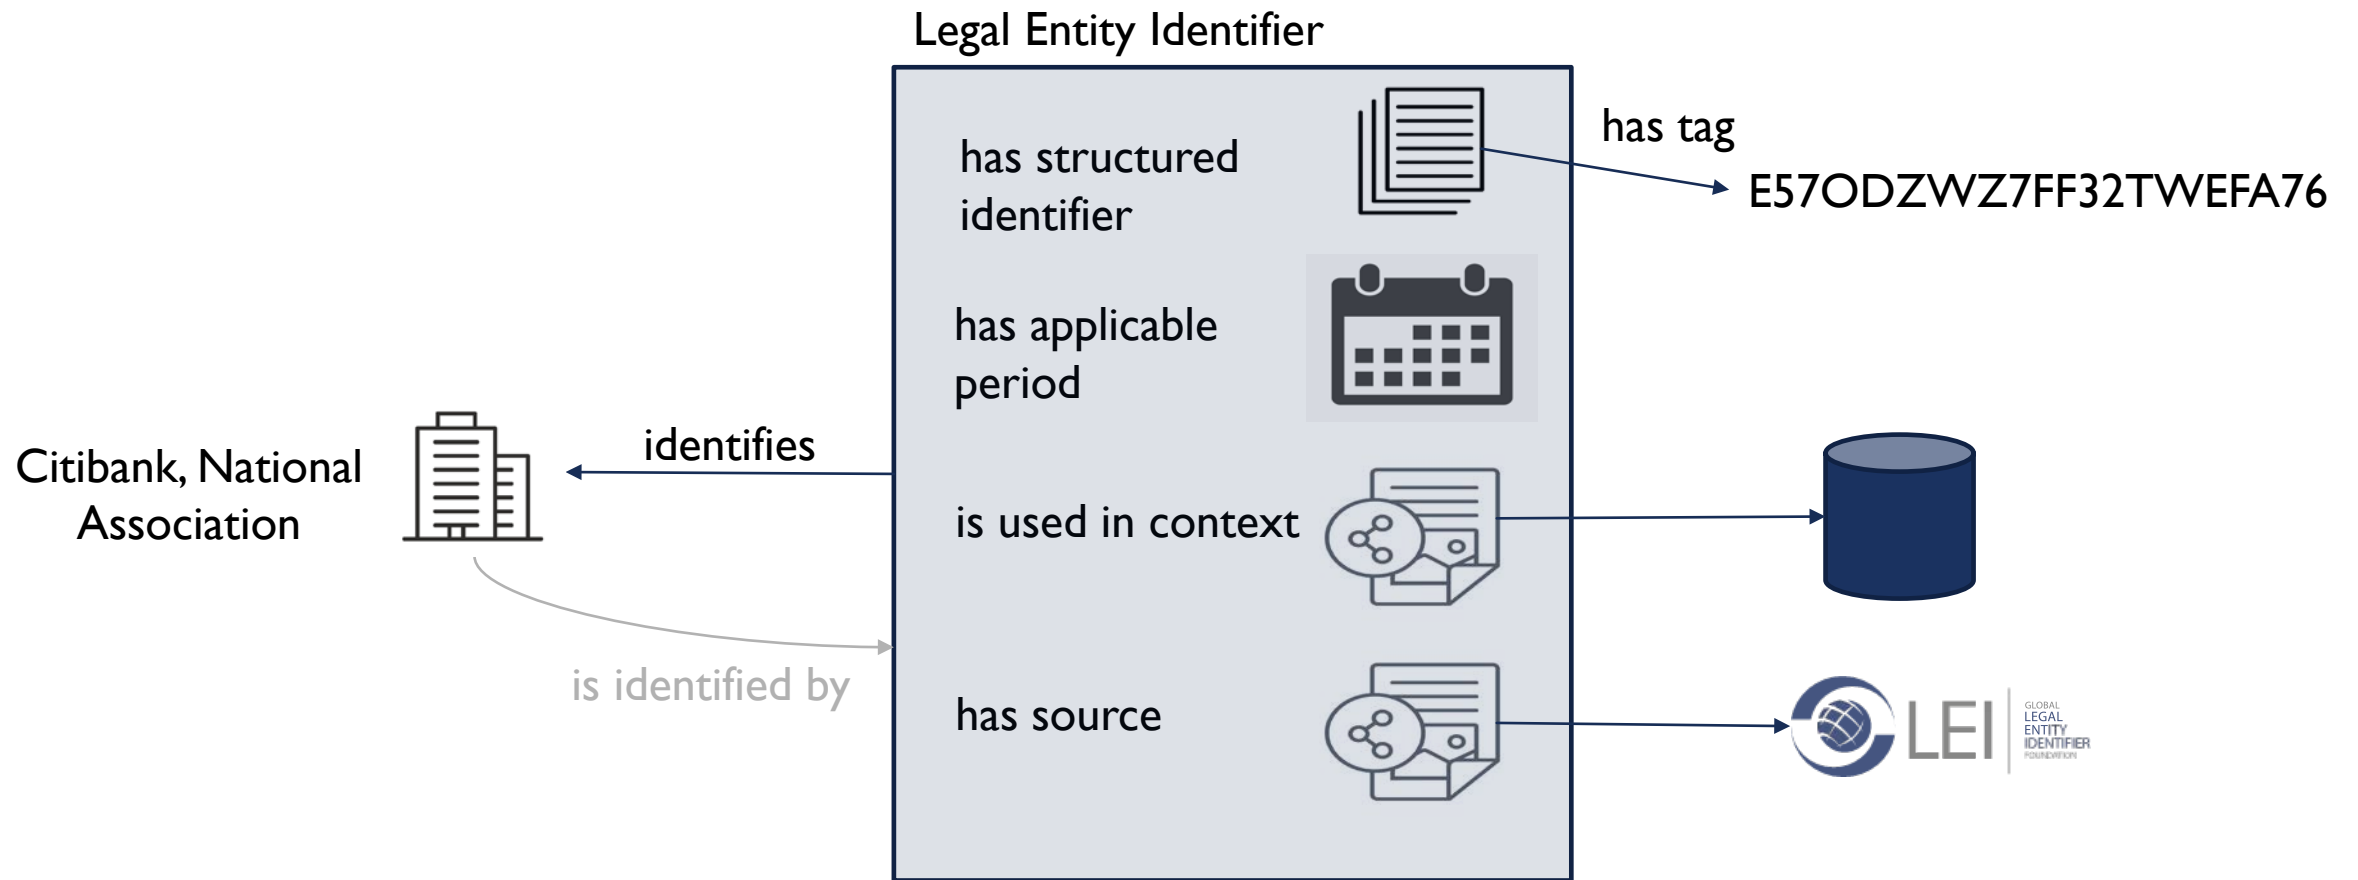 Legal Entity Identifier
has structured
identifier
has tag
E57ODZWZ7FF32TWEFA76
has applicable
period
identifies
Citibank, National
Association
is used in context
is identified by
has source
LEI
GLOBAL
LEGAL
ENTITY
IDENTIFIER
FOUNDATION